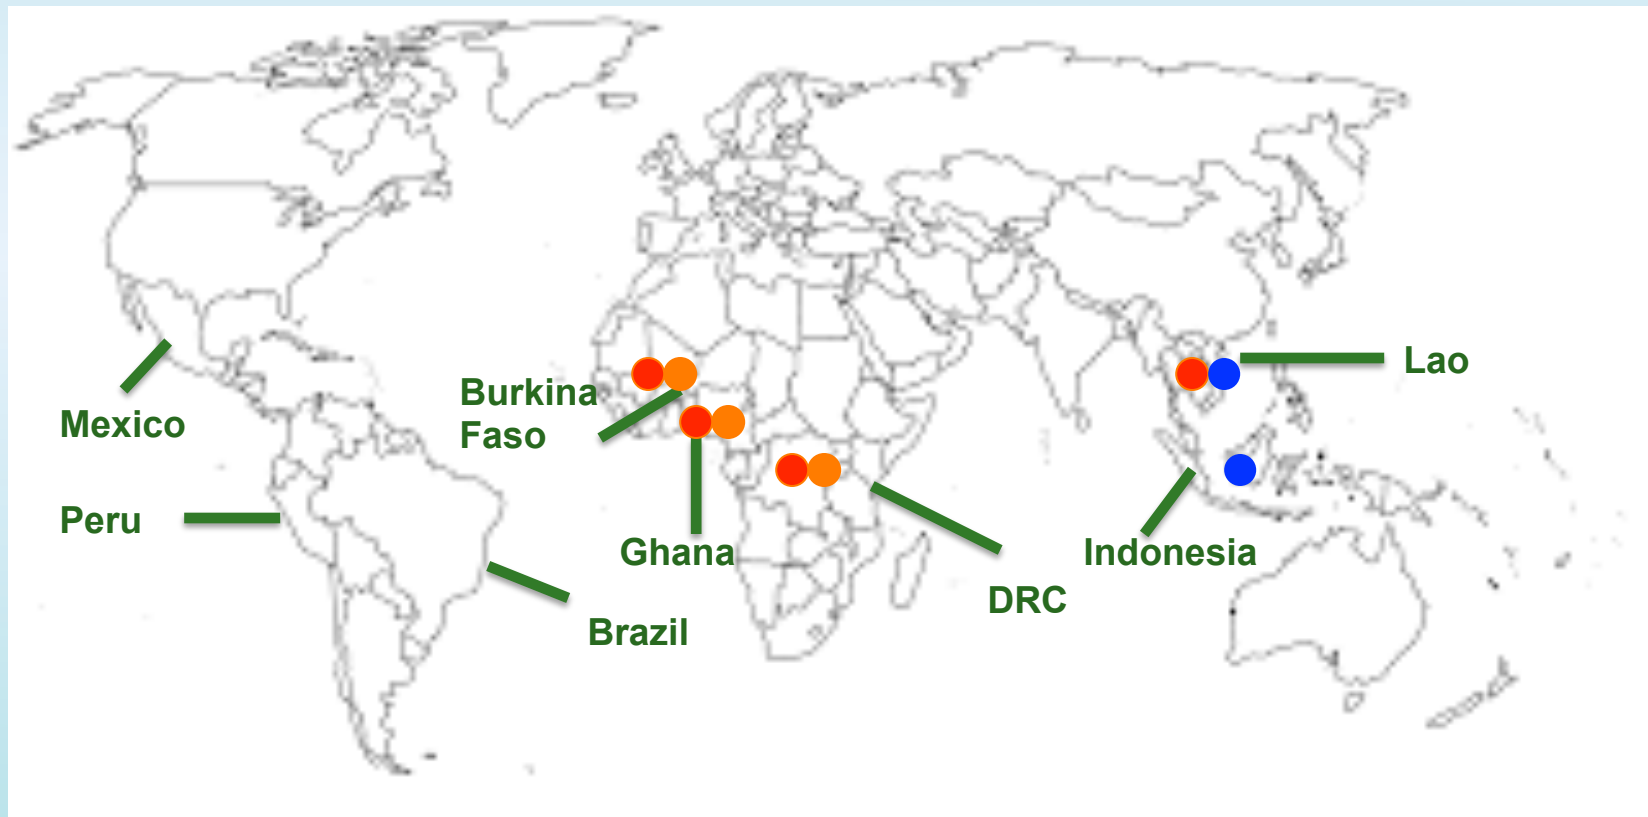 Lao
Burkina
Faso
Mexico
Peru
Ghana
Indonesia
DRC
Brazil